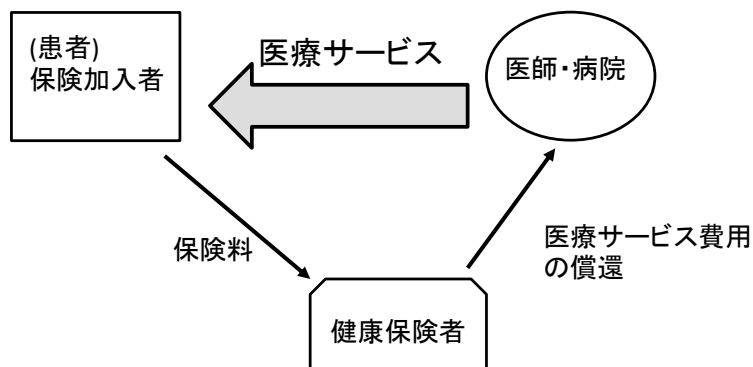 (患者)
保険加入者
医療サービス
医師・病院
保険料
医療サービス費用
の償還
健康保険者